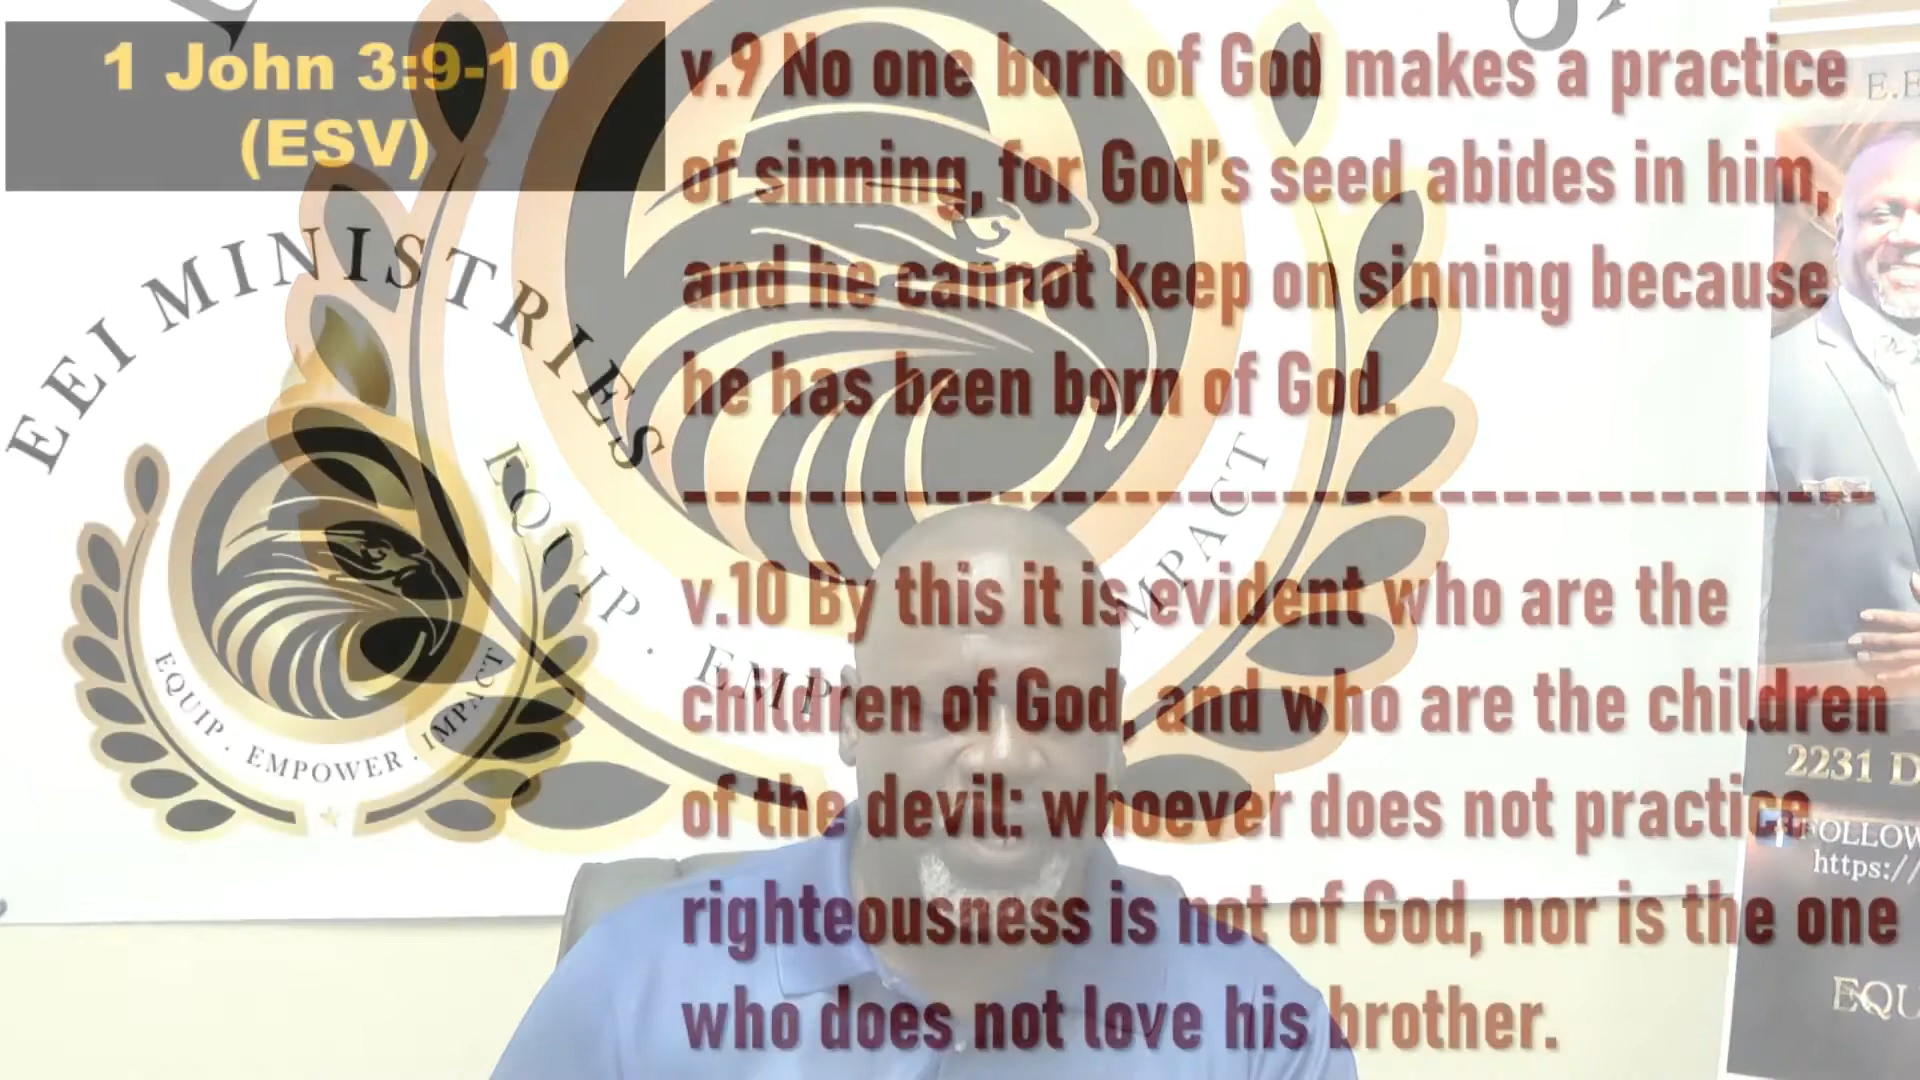 1 John 3:9-10
(ESV)
v.9 No one born of God makes a practice
of sinning, for God's seed abides in him,
and he cannot keep on sinning because
he has been born of God.
-----------------------------------
v.10 By this it is evident who are the
children of God, and who are the children
of the devil: whoever does not practice
righteousness is not of God, nor is the one
who does not love his brother.
EEI MINISTRIES
EQUIP . EMPOWER . IMPACT
EQUIP . EMP
MPACT
E.E
2231 D
FOLLOW
https://
EQU